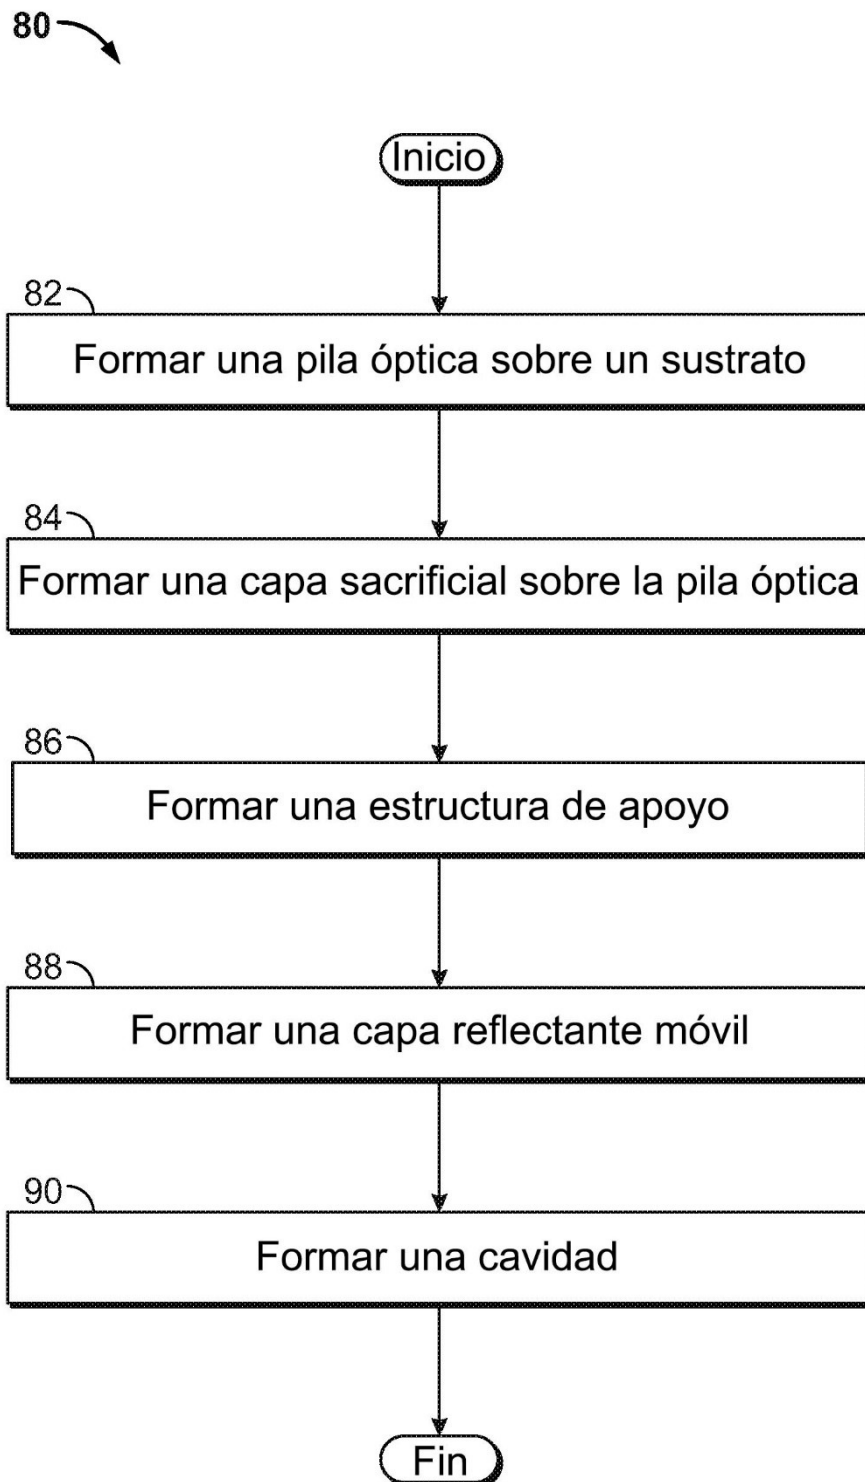 80
Inicio
82
Formar una pila óptica sobre un sustrato
84
Formar una capa sacrificial sobre la pila óptica
86
Formar una estructura de apoyo
88
Formar una capa reflectante móvil
90
Formar una cavidad
Fin